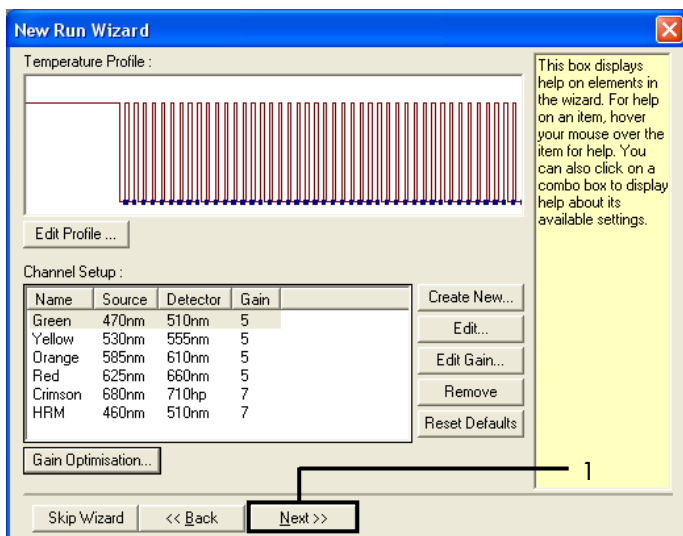 New Run Wizard
Temperature Profile :
Edit Profile ...
Channel Setup :
Name Source Detector Gain
Green 470nm 510nm 5
Yellow 530nm 555nm 5
Orange 585nm 610nm 5
Red 625nm 660nm 5
Crimson 680nm 710hp 7
HRM 460nm 510nm 7
Create New...
Edit...
Edit Gain...
Remove
Reset Defaults
Gain Optimisation...
This box displays
help on elements in
the wizard. For help
on an item, hover
your mouse over the
item for help. You
can also click on a
combo box to display
help about its
available settings.
1
Skip Wizard << Back Next >>